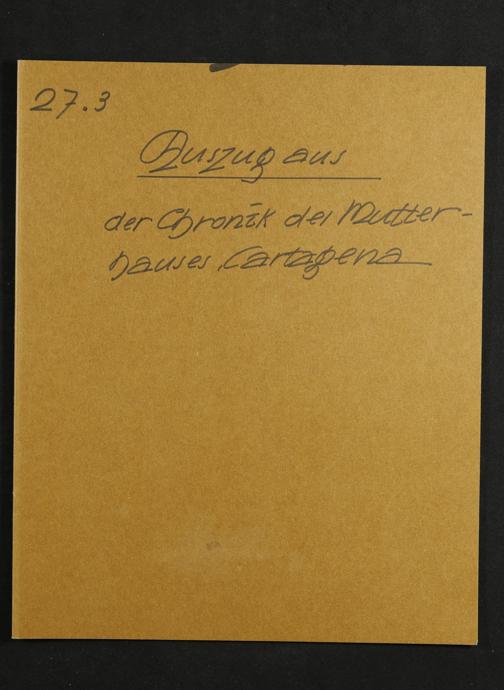 27.3
Auszug aus
der Chronik des Mutter-
hauses, Cartagena